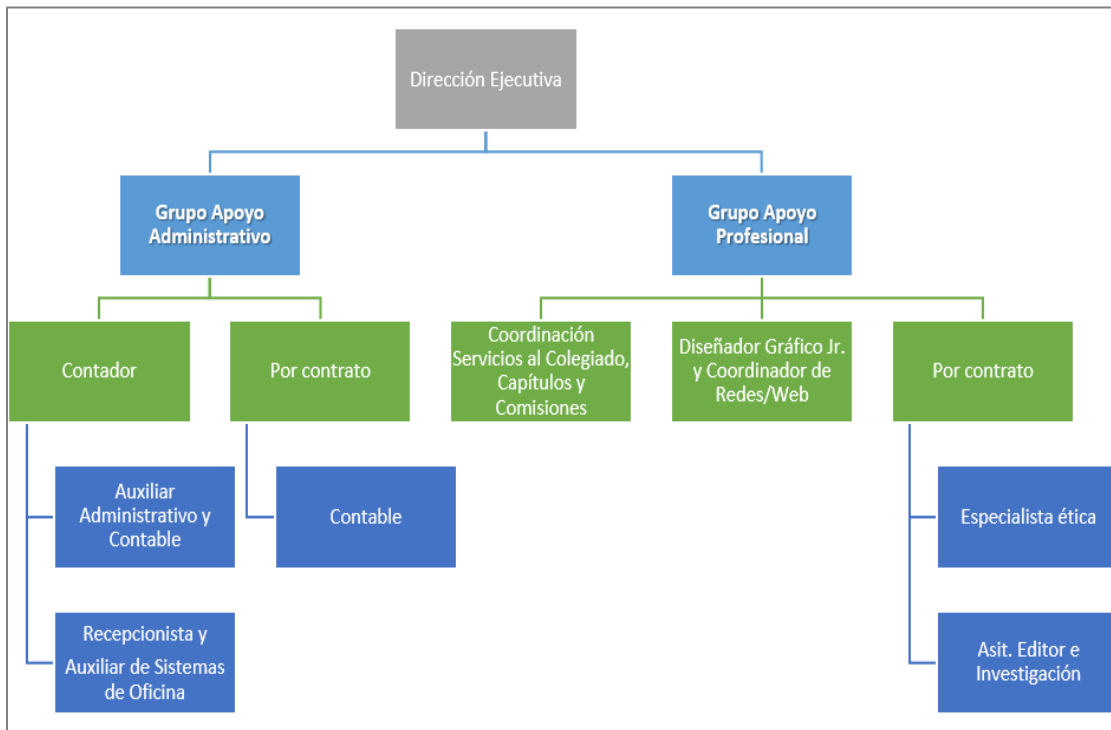 Dirección Ejecutiva
Grupo Apoyo
Administrativo
Grupo Apoyo
Profesional
Contador
Por contrato
Coordinación
Servicios al Colegiado,
Capítulos y
Comisiones
Diseñador Gráfico Jr.
y Coordinador de
Redes/Web
Por contrato
Auxiliar
Administrativo y
Contable
Contable
Especialista ética
Recepcionista y
Auxiliar de Sistemas
de Oficina
Asit. Editor e
Investigación